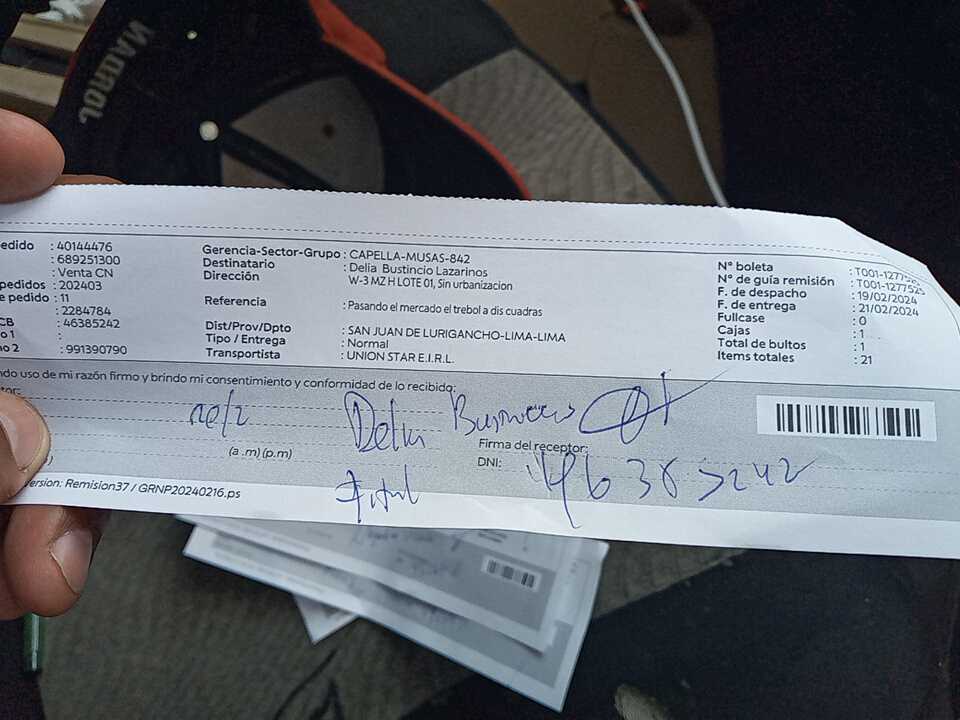 JORDAN
edido : 40144476
: 689251300
: Venta CN
pedidos : 202403
e pedido : 11
: 2284784
CB : 46385242
o 1 :
o 2 : 991390790
Gerencia-Sector-Grupo : CAPELLA-MUSAS-842
Destinatario : Delia Bustincio Lazarinos
Dirección W-3 MZ H LOTE 01, Sin urbanizacion
Referencia : Pasando el mercado el trebol a dis cuadras
Dist/Prov/Dpto : SAN JUAN DE LURIGANCHO-LIMA-LIMA
Tipo / Entrega : Normal
Transportista : UNION STAR E.I.R.L.
N° boleta : T001-1277525
N° de guía remisión : T001-1277525
F. de despacho : 19/02/2024
F. de entrega : 21/02/2024
Fullcase : 0
Cajas : 1
Total de bultos : 1
Items totales : 21
ndo uso de mi razón firmo y brindo mi consentimiento y conformidad de lo recibido:
tor:
Delia
(a .m) (p.m)
Firma del receptor:
DNI: 46385242
ersion: Remision37 / GRNP20240216.ps